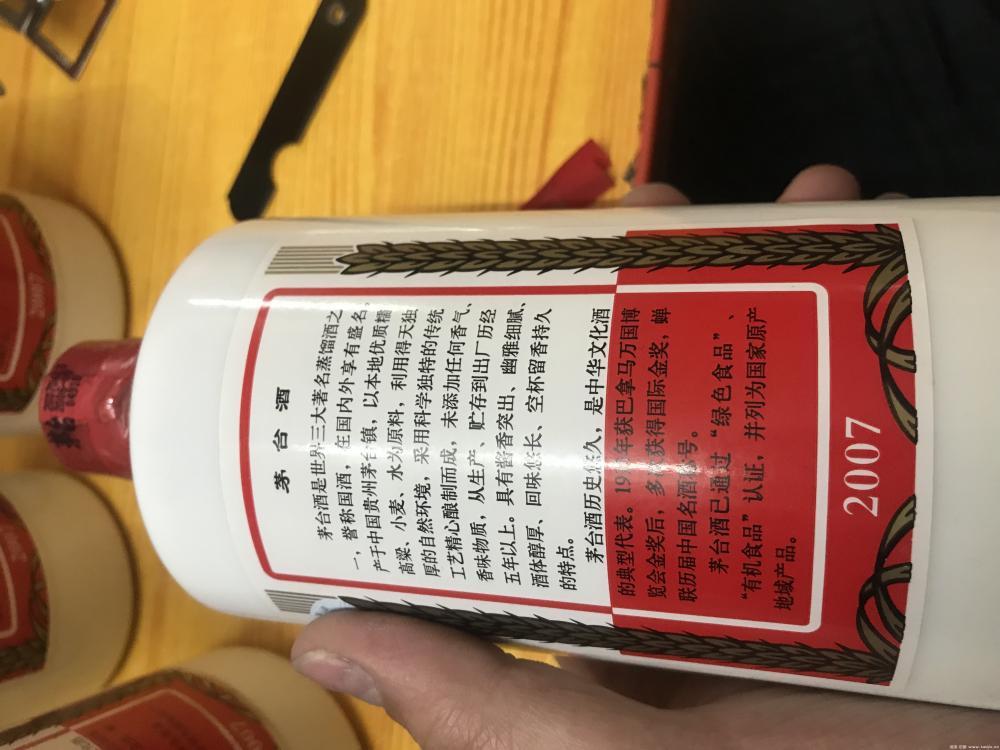 茅台酒
茅台酒是世界三大著名蒸馏酒之
一，誉称国酒，在国内外享有盛名。
产于中国贵州茅台镇，以本地优质糯
高粱、小麦、水为原料，利用得天独
厚的自然环境，采用科学独特的传统
工艺精心酿制而成，未添加任何香气、
香味物质，从生产、贮存到出厂历经
五年以上。具有酱香突出、幽雅细腻、
酒体醇厚、回味悠长、空杯留香持久
的特点。
茅台酒历史悠久，是中华文化酒
的典型代表。19年获巴拿马万国博
览会金奖后，多次获得国际金奖，蝉
联历届中国名酒称号。
茅台酒已通过“绿色食品”、
“有机食品”认证，并列为国家原产
地域产品。
2007